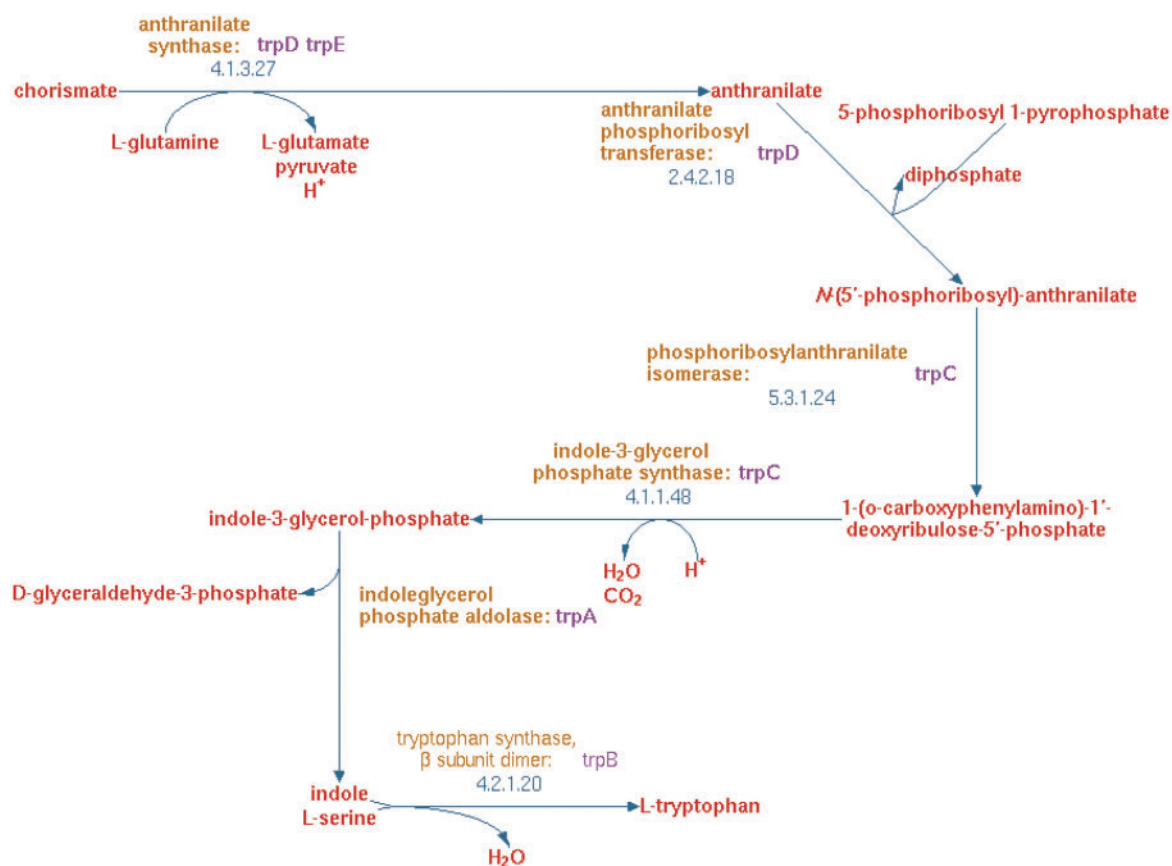 anthranilate
synthase: trpD trpE
4.1.3.27
chorismate
anthranilate
L-glutamine
L-glutamate
pyruvate
H⁺
anthranilate
phosphoribosyl
transferase: trpD
2.4.2.18
5-phosphoribosyl 1-pyrophosphate
diphosphate
N-(5'-phosphoribosyl)-anthranilate
phosphoribosylanthranilate
isomerase: trpC
5.3.1.24
indole-3-glycerol
phosphate synthase: trpC
4.1.1.48
1-(o-carboxyphenylamino)-1'-
deoxyribulose-5'-phosphate
indole-3-glycerol-phosphate
H₂O
CO₂
H⁺
D-glyceraldehyde-3-phosphate
indoleglycerol
phosphate aldolase: trpA
tryptophan synthase,
β subunit dimer: trpB
4.2.1.20
indole
L-serine
L-tryptophan
H₂O